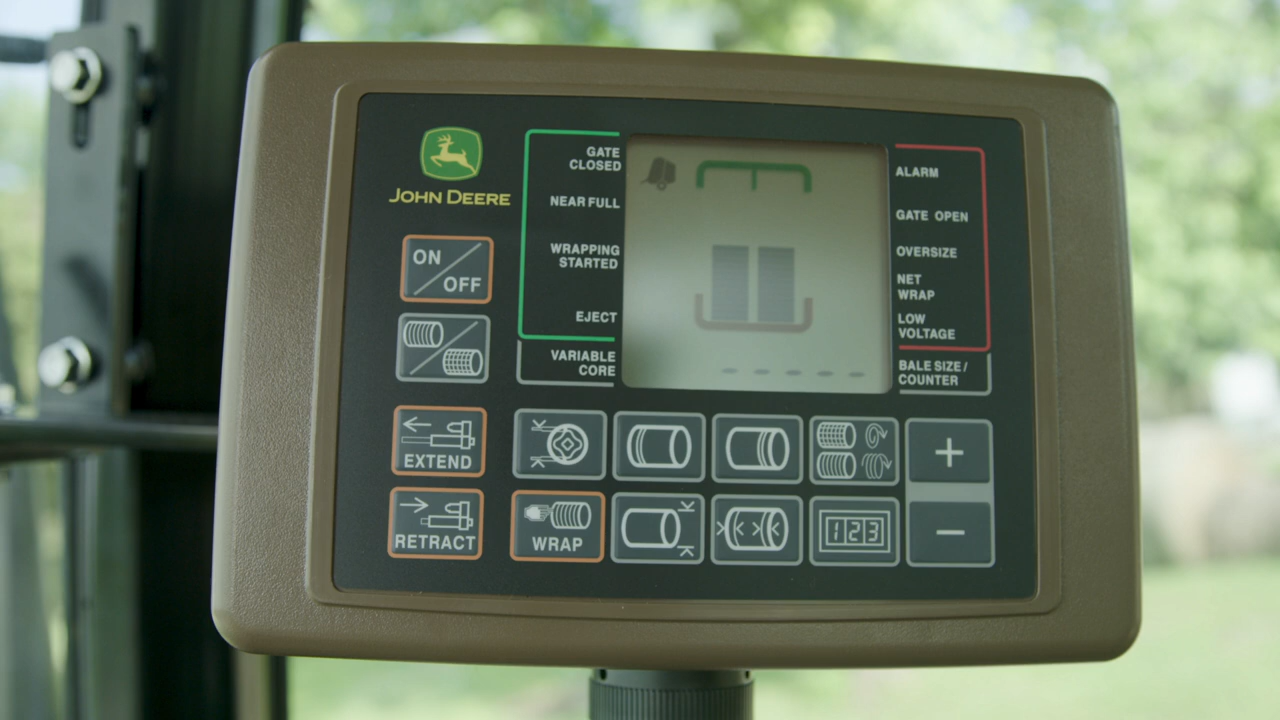 JOHN DEERE
ON
OFF
EXTEND
RETRACT
GATE
CLOSED
NEAR FULL
WRAPPING
STARTED
EJECT
VARIABLE
CORE
ALARM
GATE OPEN
OVERSIZE
NET
WRAP
LOW
VOLTAGE
BALE SIZE /
COUNTER
WRAP
123
+
−